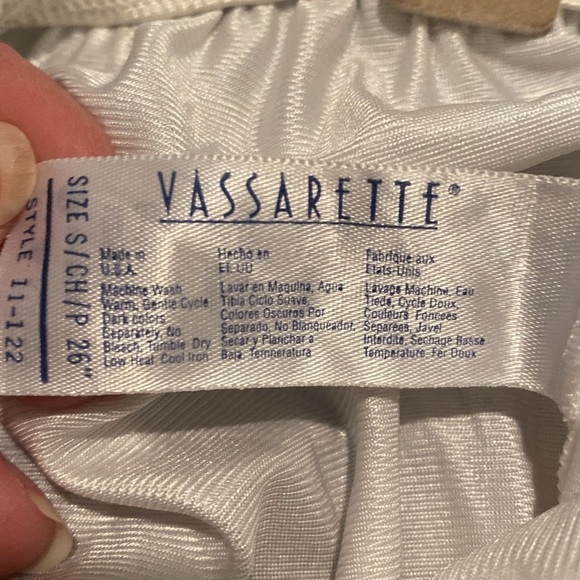 VASSARETTE®
SIZE S/CH/P 26"
STYLE 11-122
Made in
U.S.A.
Machine Wash
Warm, Gentle Cycle
Dark colors
Separately, No
Bleach, Tumble Dry
Low Heat, Cool Iron
Hecho en
EE.UU
Lavar en Maquina, Agua
Tibia Ciclo Suave,
Colores Oscuros Por
Separado, No Blanqueador,
Secar y Planchar a
Baja, Temperatura
Fabrique aux
Etats-Unis
Lavage Machine, Eau
Tiede, Cycle Doux,
Couleurs Foncees
Separees, Javel
Interdite, Sechage Basse
Temperature, Fer Doux